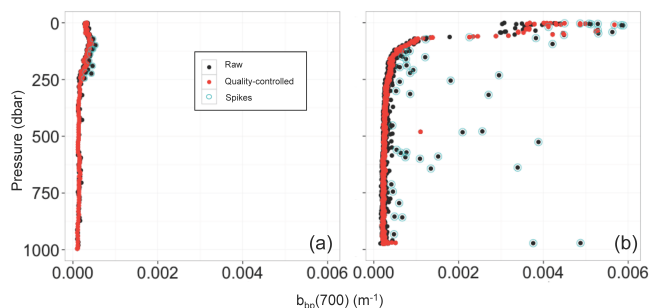 0
250
500
750
1000
Pressure (dbar)
Raw
Quality-controlled
Spikes
(a)
(b)
0.000 0.002 0.004 0.006
0.000 0.002 0.004 0.006
b_bp(700) (m⁻¹)